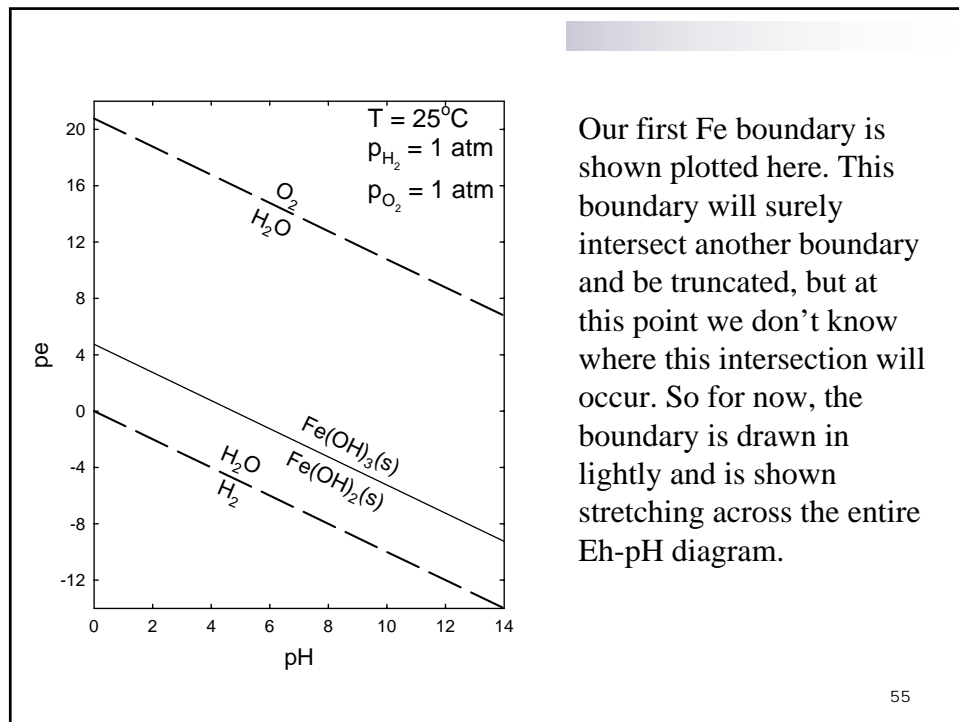 T = 25°C
p_H₂ = 1 atm
p_O₂ = 1 atm
O₂
H₂O
Fe(OH)₃(s)
Fe(OH)₂(s)
H₂O
H₂
pe
20
16
12
8
4
0
-4
-8
-12
0 2 4 6 8 10 12 14
pH
Our first Fe boundary is
shown plotted here. This
boundary will surely
intersect another boundary
and be truncated, but at
this point we don’t know
where this intersection will
occur. So for now, the
boundary is drawn in
lightly and is shown
stretching across the entire
Eh-pH diagram.
55